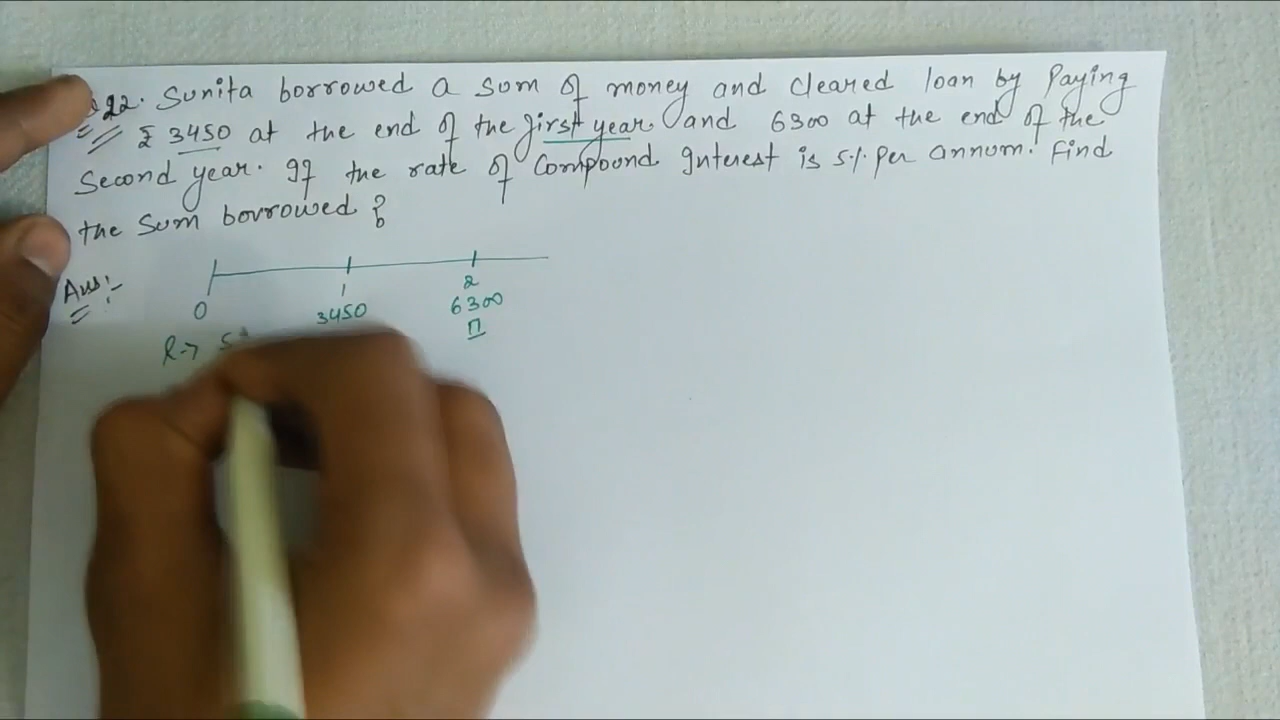 Q 22. Sunita borrowed a sum of money and cleared loan by Paying
₹ 3450 at the end of the first year and 6300 at the end of the
Second year. If the rate of Compound Interest is 5% Per annum. Find
the Sum borrowed ?
Ans:-
0 1 2
3450 6300
R→ 5%